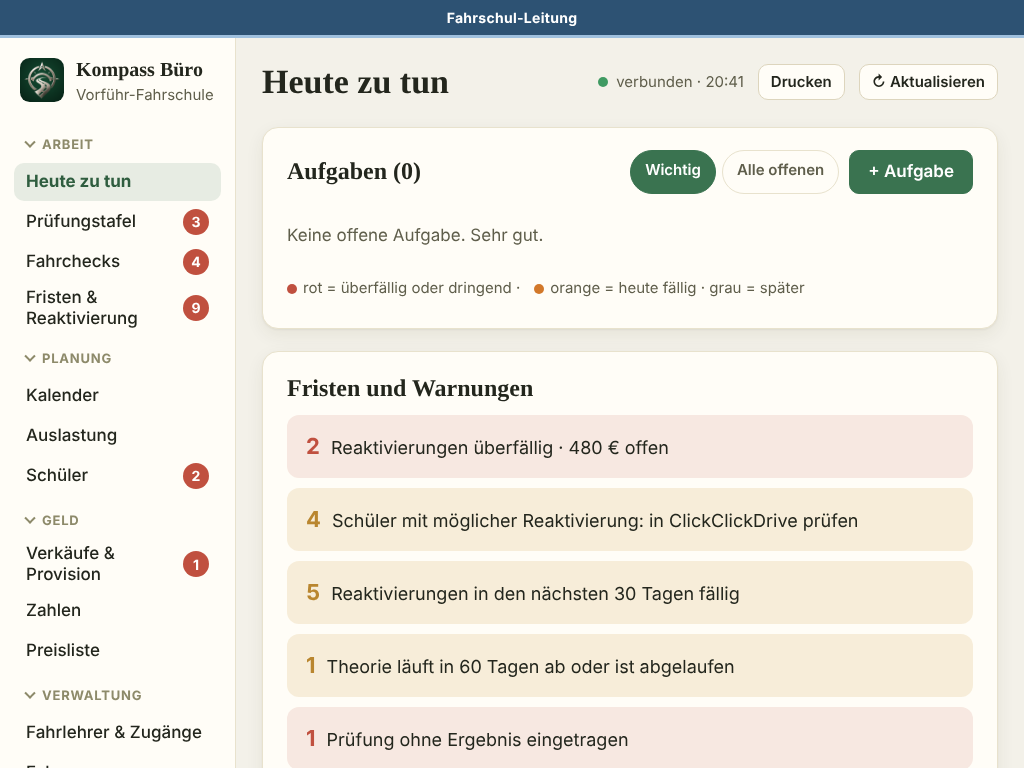 Fahrschul-Leitung
Kompass Büro
Vorführ-Fahrschule
ARBEIT
Heute zu tun
Prüfungstafel 3
Fahrchecks 4
Fristen &
Reaktivierung 9
PLANUNG
Kalender
Auslastung
Schüler 2
GELD
Verkäufe &
Provision 1
Zahlen
Preisliste
VERWALTUNG
Fahrlehrer & Zugänge
Heute zu tun
verbunden · 20:41
Drucken
↻ Aktualisieren
Aufgaben (0)
Wichtig
Alle offenen
+ Aufgabe
Keine offene Aufgabe. Sehr gut.
rot = überfällig oder dringend · orange = heute fällig · grau = später
Fristen und Warnungen
2 Reaktivierungen überfällig · 480 € offen
4 Schüler mit möglicher Reaktivierung: in ClickClickDrive prüfen
5 Reaktivierungen in den nächsten 30 Tagen fällig
1 Theorie läuft in 60 Tagen ab oder ist abgelaufen
1 Prüfung ohne Ergebnis eingetragen